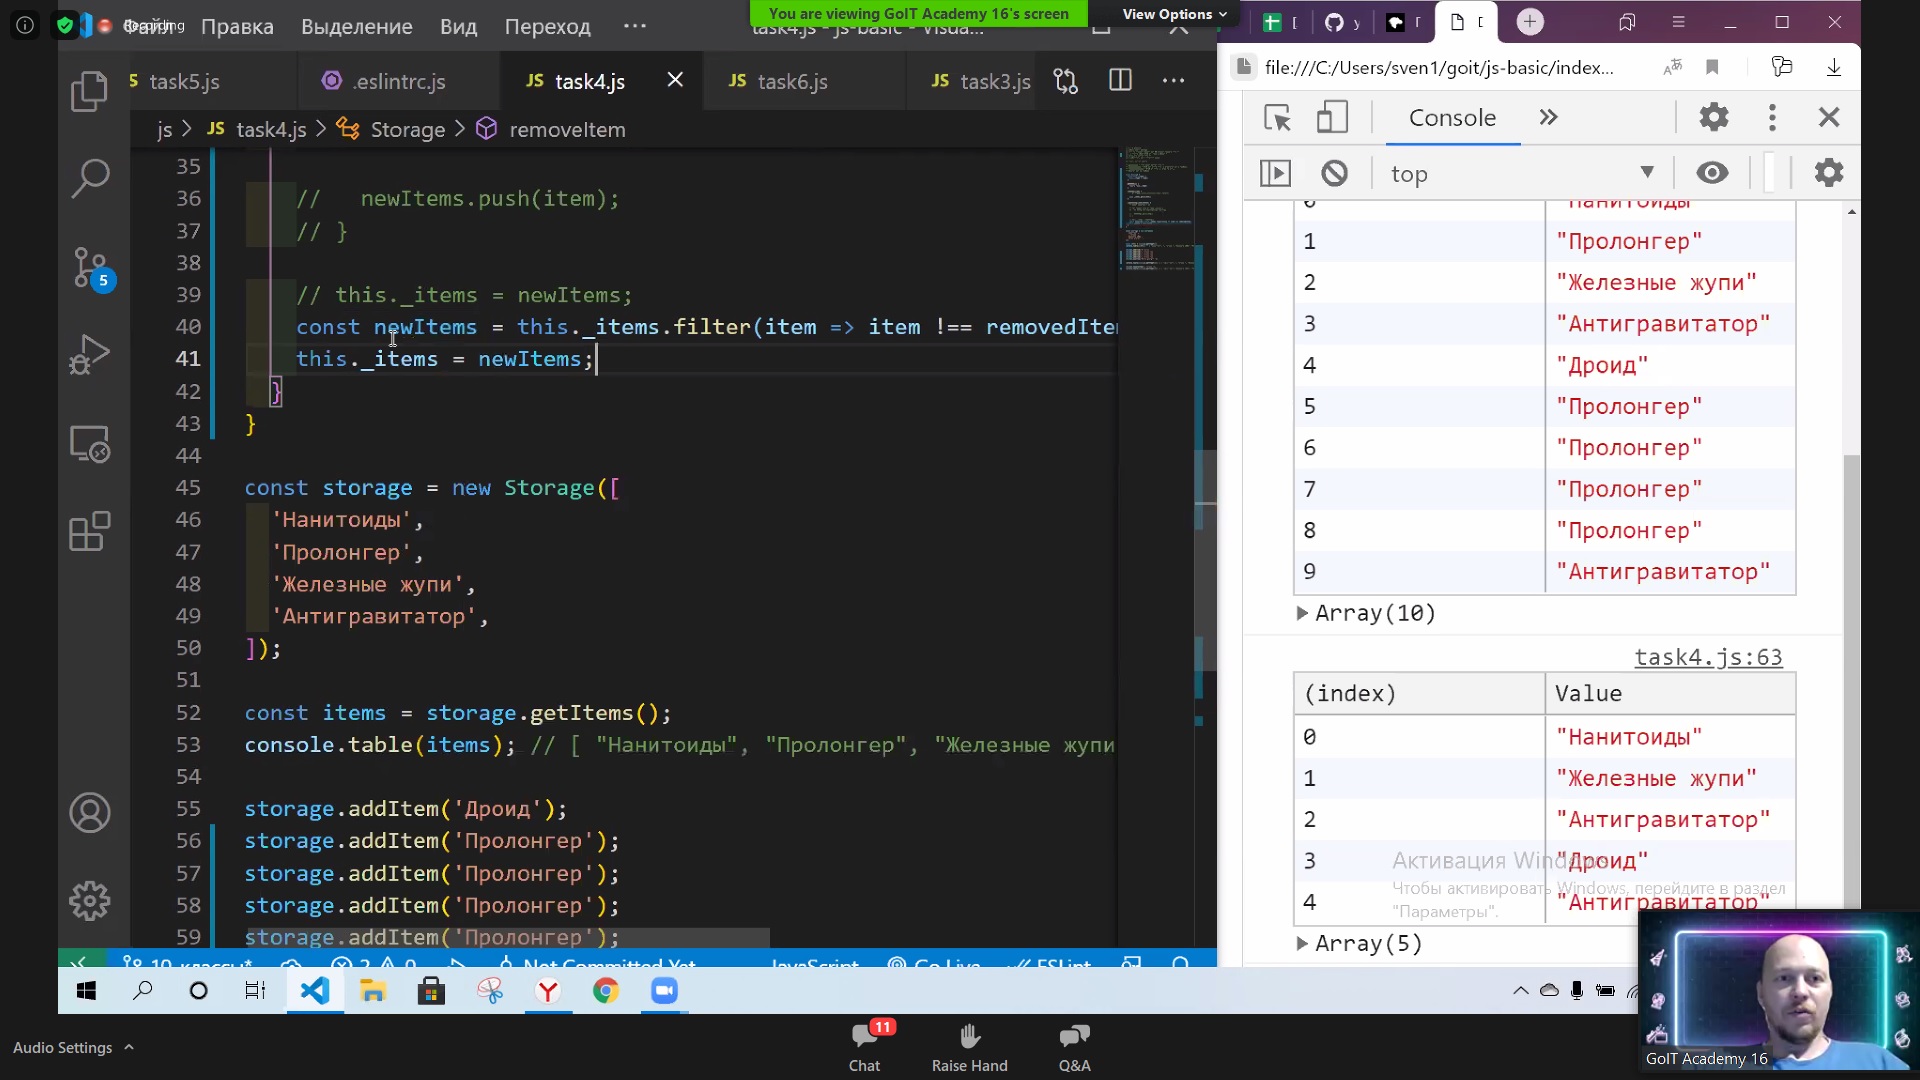 You are viewing GoIT Academy 16's screen
View Options
Recording
Файл Правка Выделение Вид Переход ···
task5.js
.eslintrc.js
JS task4.js
JS task6.js
JS task3.js
js > JS task4.js > Storage > removeItem
35
36 // newItems.push(item);
37 // }
38
39 // this._items = newItems;
40 const newItems = this._items.filter(item => item !== removedIte
41 this._items = newItems;
42 }
43 }
44
45 const storage = new Storage([
46 'Нанитоиды',
47 'Пролонгер',
48 'Железные жупи',
49 'Антигравитатор',
50 ]);
51
52 const items = storage.getItems();
53 console.table(items); // [ "Нанитоиды", "Пролонгер", "Железные жупи
54
55 storage.addItem('Дроид');
56 storage.addItem('Пролонгер');
57 storage.addItem('Пролонгер');
58 storage.addItem('Пролонгер');
59 storage.addItem('Пролонгер');
5
Not Committed Yet
JavaScript
Go Live
ESLint
file:///C:/Users/sven1/goit/js-basic/index...
Console
top
"Нанитоиды"
1 "Пролонгер"
2 "Железные жупи"
3 "Антигравитатор"
4 "Дроид"
5 "Пролонгер"
6 "Пролонгер"
7 "Пролонгер"
8 "Пролонгер"
9 "Антигравитатор"
Array(10)
task4.js:63
(index) Value
0 "Нанитоиды"
1 "Железные жупи"
2 "Антигравитатор"
3 "Дроид"
4 "Антигравитатор"
Array(5)
Активация Windows
Чтобы активировать Windows, перейдите в раздел
"Параметры".
GoIT Academy 16
Audio Settings
11
Chat
Raise Hand
Q&A